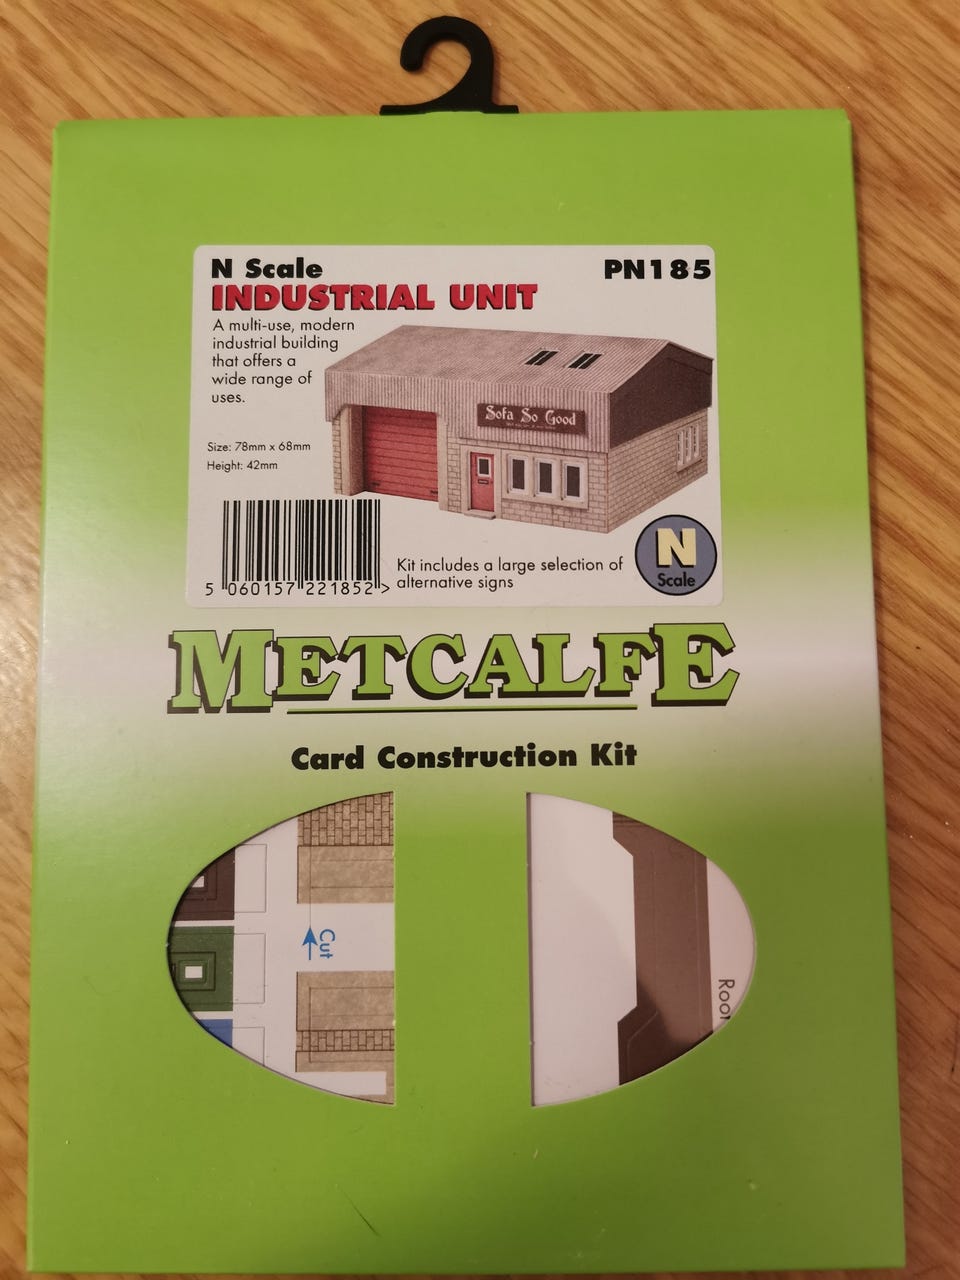 N Scale
PN185
INDUSTRIAL UNIT
A multi-use, modern
industrial building
that offers a
wide range of
uses.
Size: 78mm x 68mm
Height: 42mm
Sofa So Good
5 060157 221852 >
Kit includes a large selection of
alternative signs
N
Scale
METCALFE
Card Construction Kit
Cut
Roo